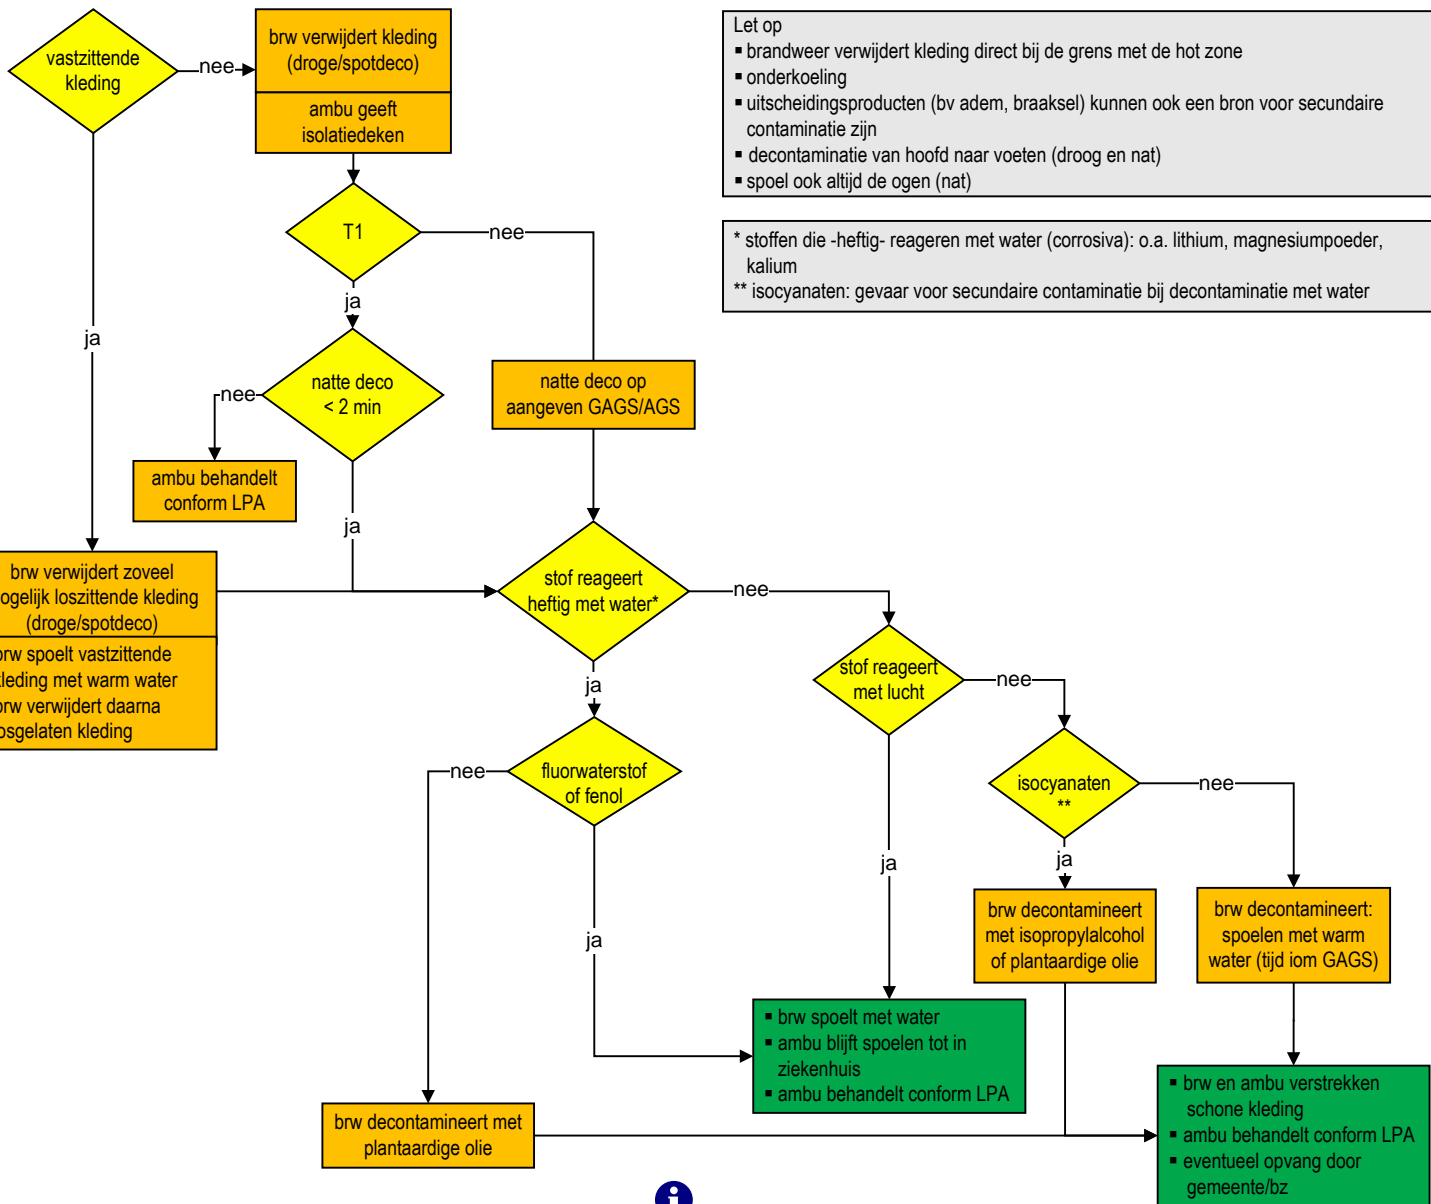 vastzittende
kleding
nee
brw verwijdert kleding
(droge/spotdeco)
ambu geeft
isolatiedeken
Let op
▪ brandweer verwijdert kleding direct bij de grens met de hot zone
▪ onderkoeling
▪ uitscheidingsproducten (bv adem, braaksel) kunnen ook een bron voor secundaire
contaminatie zijn
▪ decontaminatie van hoofd naar voeten (droog en nat)
▪ spoel ook altijd de ogen (nat)
* stoffen die -heftig- reageren met water (corrosiva): o.a. lithium, magnesiumpoeder,
kalium
** isocyanaten: gevaar voor secundaire contaminatie bij decontaminatie met water
T1
nee
ja
ja
natte deco
< 2 min
nee
natte deco op
aangeven GAGS/AGS
ambu behandelt
conform LPA
ja
brw verwijdert zoveel
ogelijk loszittende kleding
(droge/spotdeco)
rw spoelt vastzittende
leding met warm water
rw verwijdert daarna
osgelaten kleding
stof reageert
heftig met water*
nee
ja
stof reageert
met lucht
nee
fluorwaterstof
of fenol
nee
isocyanaten
**
nee
ja
ja
ja
brw decontamineert
met isopropylalcohol
of plantaardige olie
brw decontamineert:
spoelen met warm
water (tijd iom GAGS)
▪ brw spoelt met water
▪ ambu blijft spoelen tot in
ziekenhuis
▪ ambu behandelt conform LPA
brw decontamineert met
plantaardige olie
▪ brw en ambu verstrekken
schone kleding
▪ ambu behandelt conform LPA
▪ eventueel opvang door
gemeente/bz
i